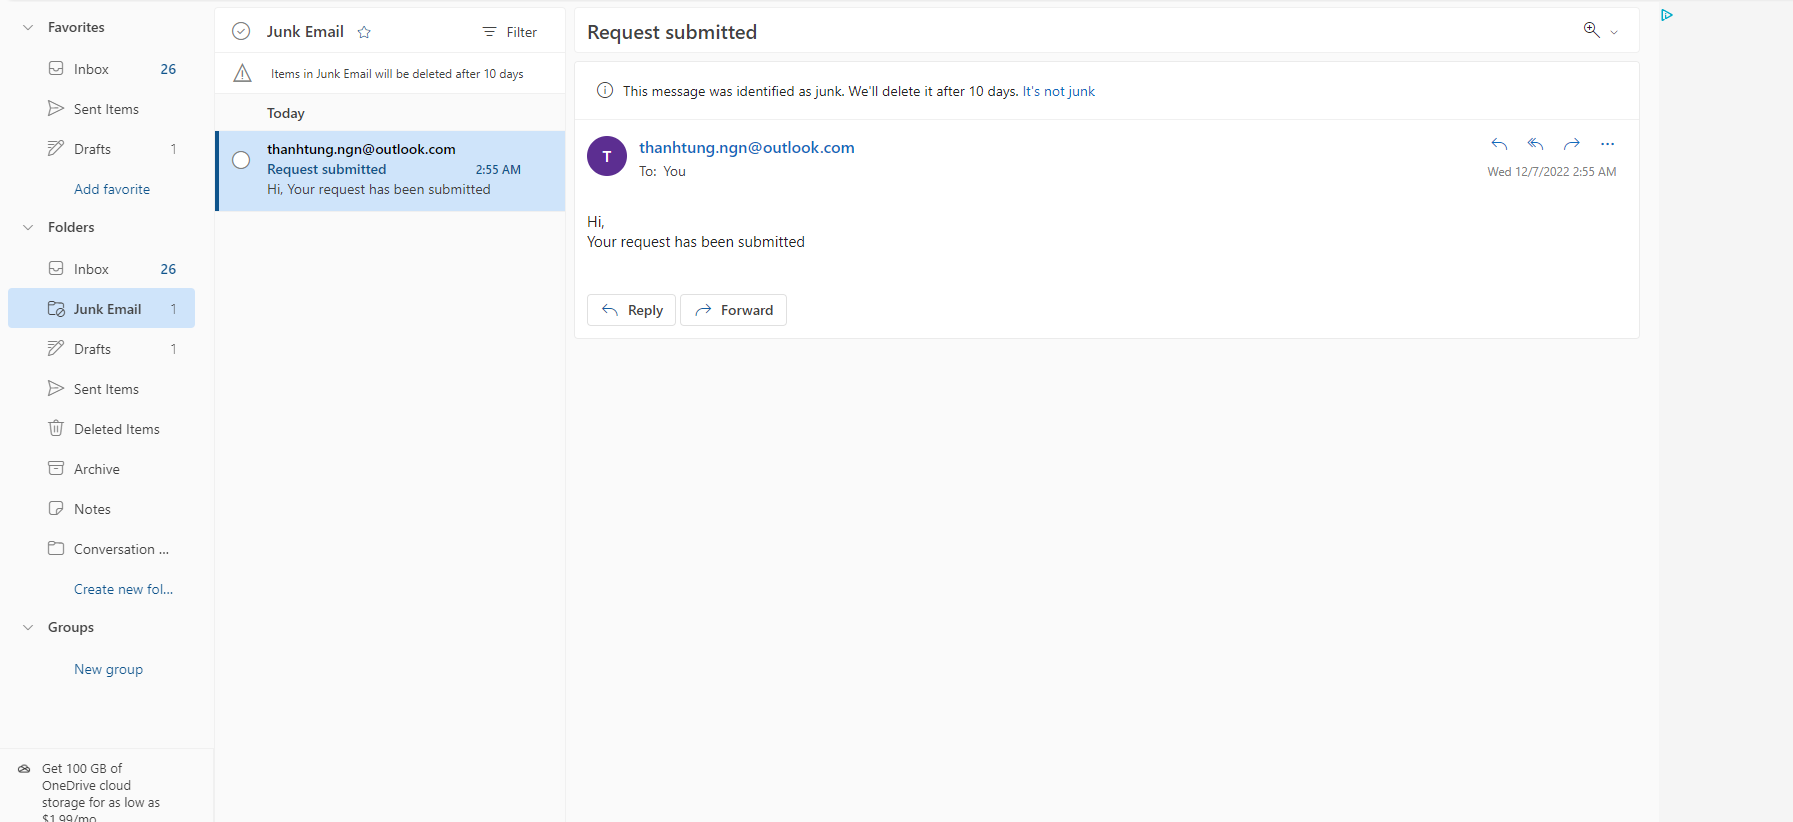 Favorites
Inbox 26
Sent Items
Drafts 1
Add favorite
Folders
Inbox 26
Junk Email 1
Drafts 1
Sent Items
Deleted Items
Archive
Notes
Conversation ...
Create new fol...
Groups
New group
Get 100 GB of
OneDrive cloud
storage for as low as
$1.99/mo
Junk Email
Filter
Items in Junk Email will be deleted after 10 days
Today
thanhtung.ngn@outlook.com
Request submitted 2:55 AM
Hi, Your request has been submitted
Request submitted
This message was identified as junk. We'll delete it after 10 days. It's not junk
T
thanhtung.ngn@outlook.com
To: You
Wed 12/7/2022 2:55 AM
Hi,
Your request has been submitted
Reply
Forward